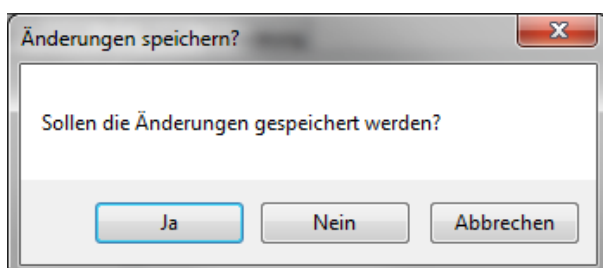 Änderungen speichern?
Sollen die Änderungen gespeichert werden?
Ja Nein Abbrechen